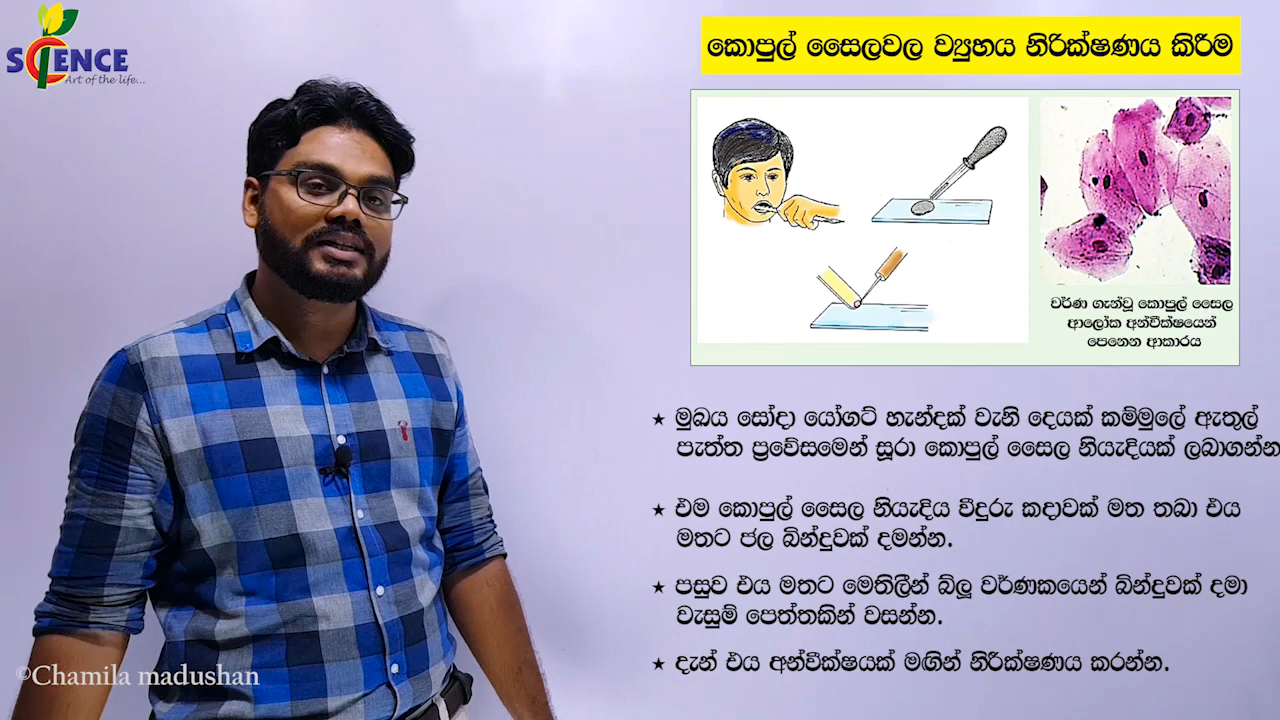 SCIENCE
Art of the life...
කොපුල් සෛලවල ව්‍යුහය නිරික්ෂණය කිරීම
වර්ණ ගැන්වූ කොපුල් සෛල
ආලෝක අන්වීක්ෂයෙන්
පෙනෙන ආකාරය
★ මුඛය සෝදා යෝගට් හැන්දක් වැනි දෙයක් කම්මුලේ ඇතුල්
පැත්ත ප්‍රවේසමෙන් සූරා කොපුල් සෛල නියැදියක් ලබාගන්න
★ එම කොපුල් සෛල නියැදිය වීදුරු කදාවක් මත තබා එය
මතට ජල බින්දුවක් දමන්න.
★ පසුව එය මතට මෙතිලීන් බ්ලූ වර්ණකයෙන් බින්දුවක් දමා
වැසුම් පෙත්තකින් වසන්න.
★ දැන් එය අන්වීක්ෂයක් මඟින් නිරීක්ෂණය කරන්න.
©Chamila madushan